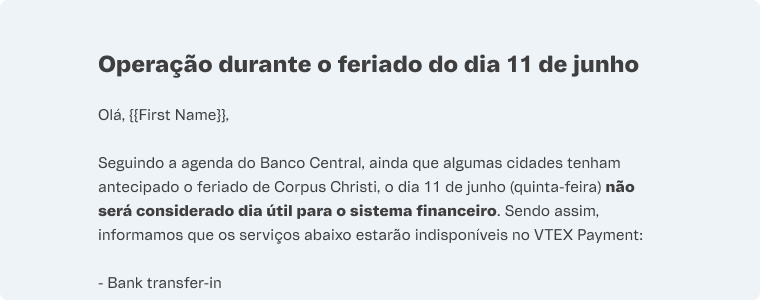 Operação durante o feriado do dia 11 de junho
Olá, {{First Name}},
Seguindo a agenda do Banco Central, ainda que algumas cidades tenham
antecipado o feriado de Corpus Christi, o dia 11 de junho (quinta-feira) não
será considerado dia útil para o sistema financeiro. Sendo assim,
informamos que os serviços abaixo estarão indisponíveis no VTEX Payment:
- Bank transfer-in